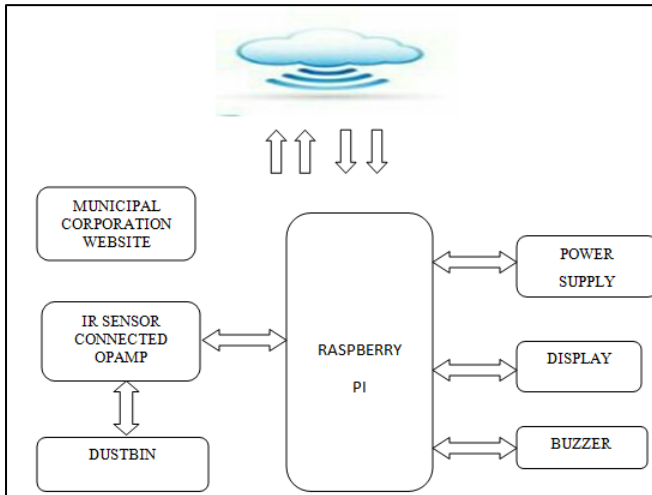 MUNICIPAL
CORPORATION
WEBSITE
IR SENSOR
CONNECTED
OPAMP
DUSTBIN
RASPBERRY
PI
POWER
SUPPLY
DISPLAY
BUZZER